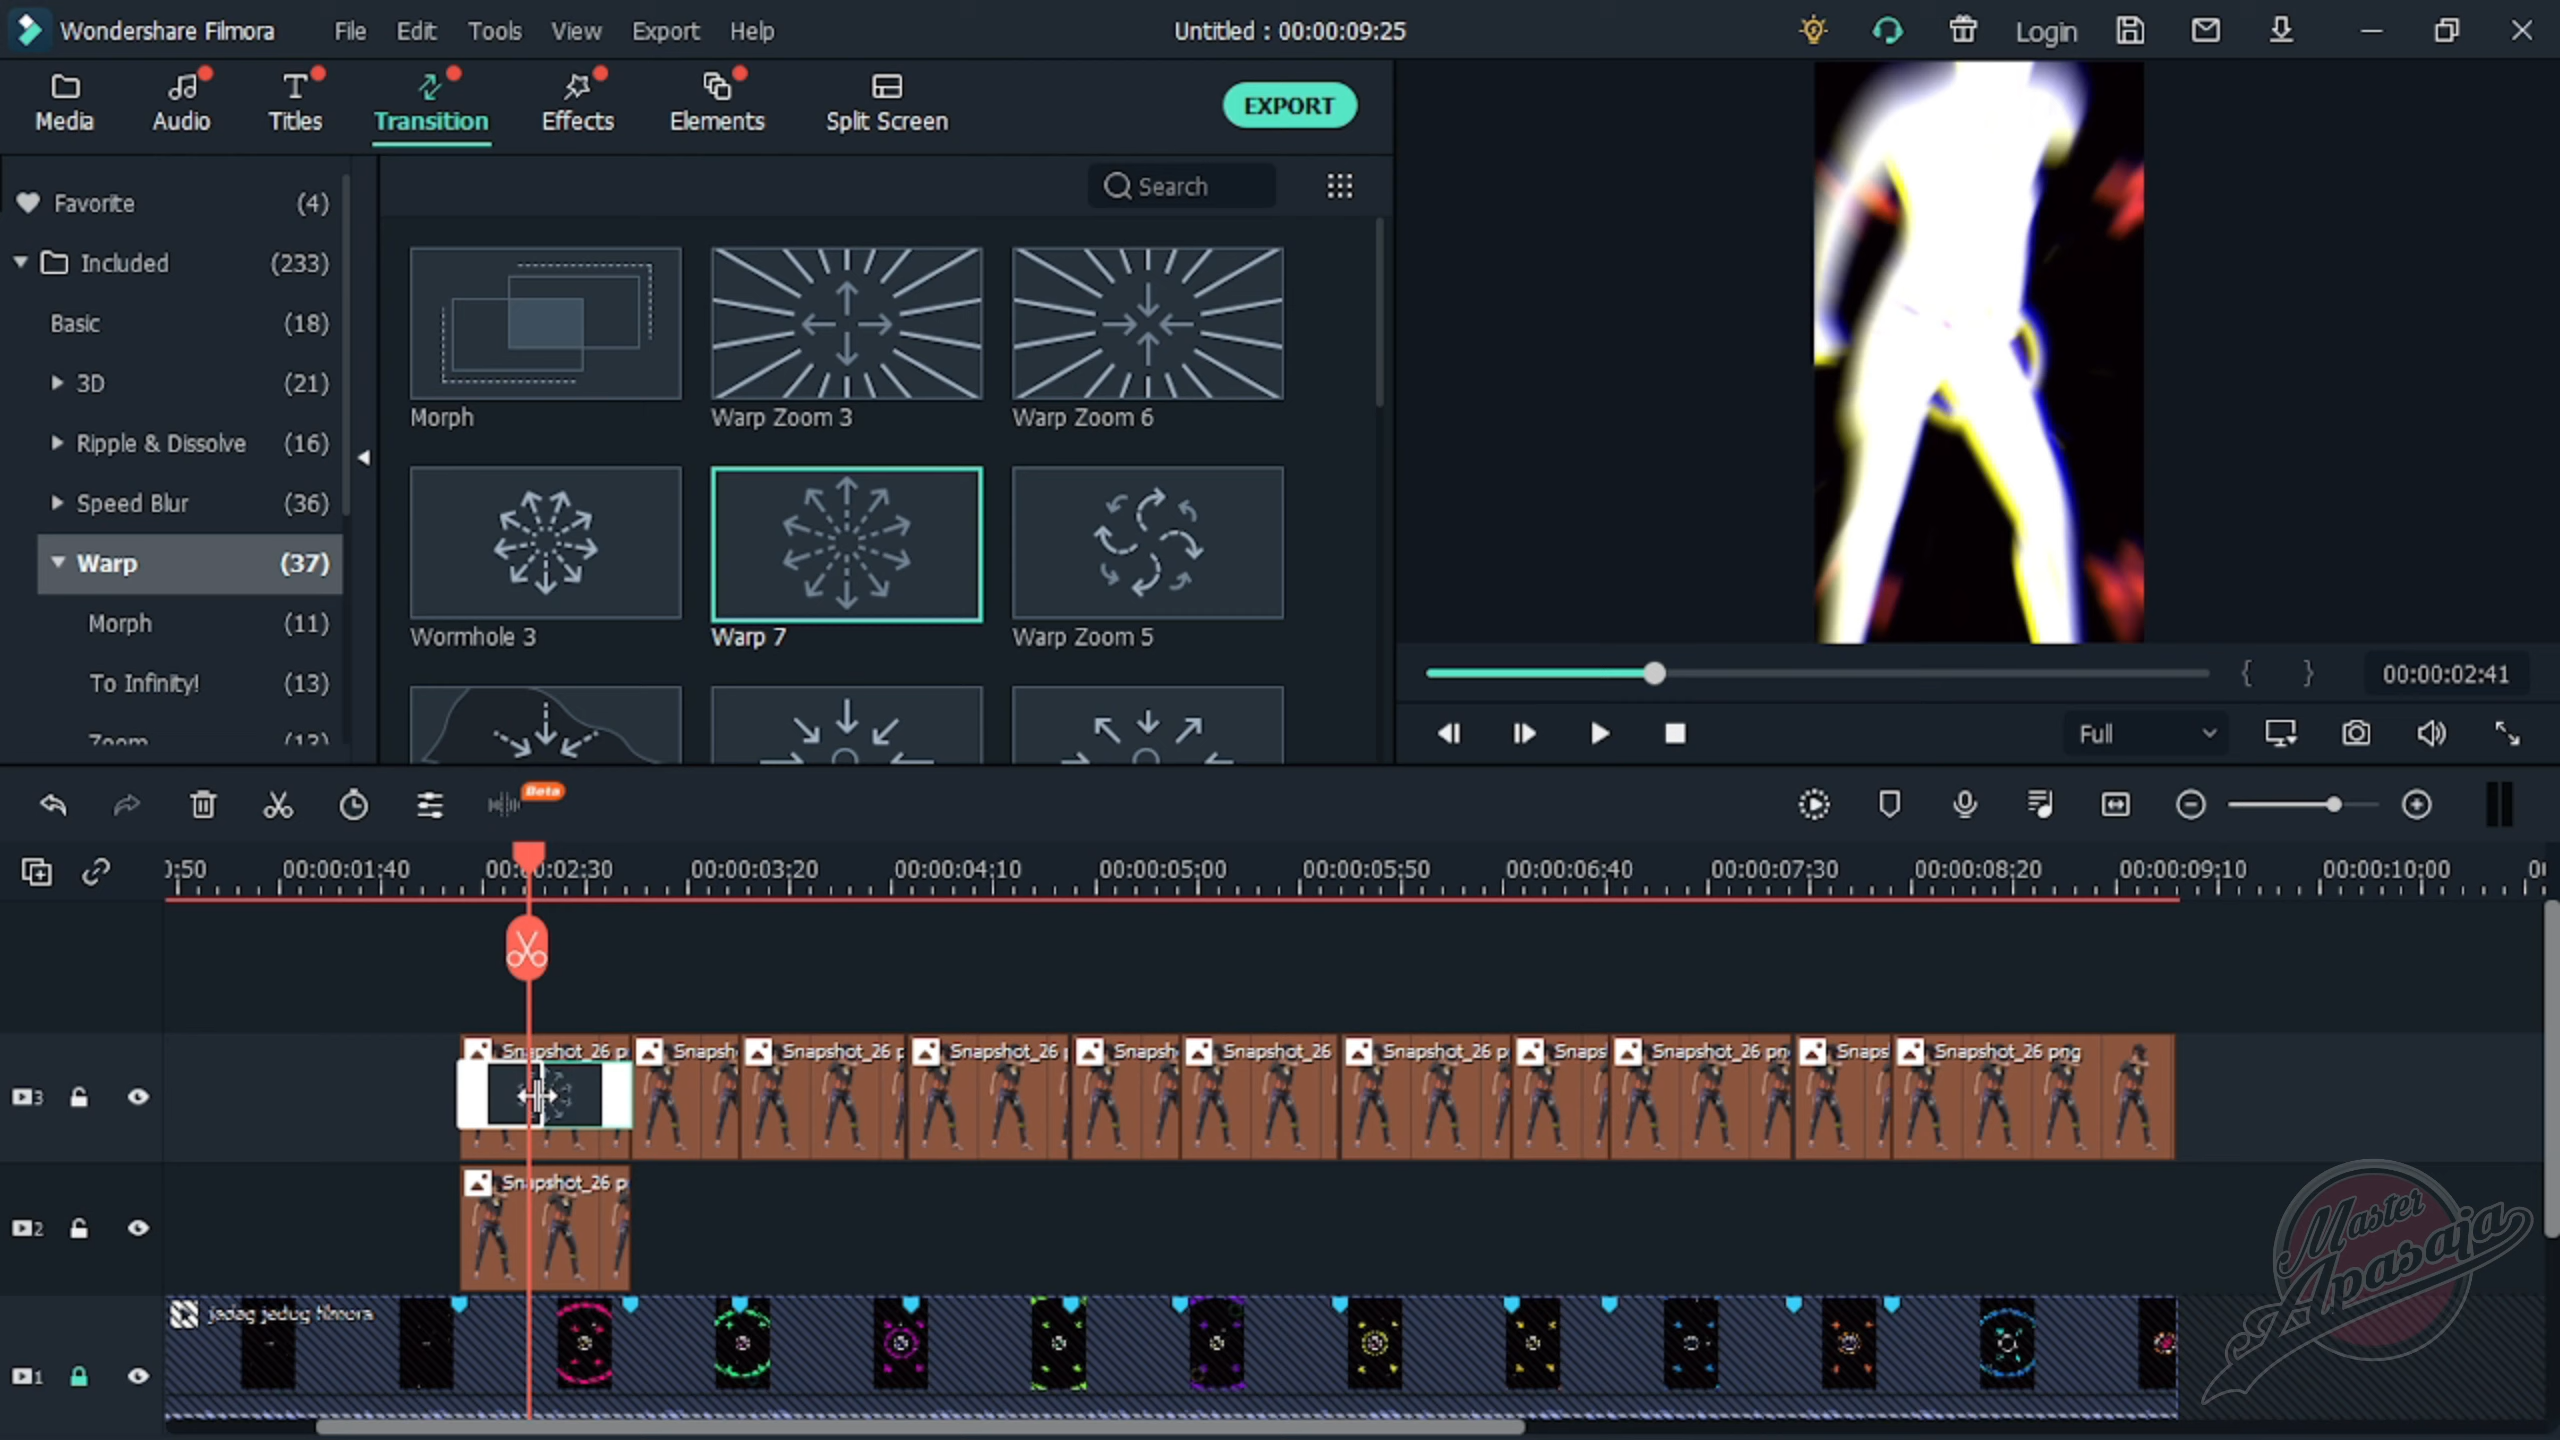 Wondershare Filmora File Edit Tools View Export Help Untitled : 00:00:09:25 Login
Media Audio Titles Transition Effects Elements Split Screen EXPORT
Search
Favorite (4)
Included (233)
Basic (18)
3D (21)
Ripple & Dissolve (16)
Speed Blur (36)
Warp (37)
Morph (11)
To Infinity! (13)
Zoom (13)
Morph Warp Zoom 3 Warp Zoom 6
Wormhole 3 Warp 7 Warp Zoom 5
{ } 00:00:02:41
Full
Beta
0:50 00:00:01:40 00:00:02:30 00:00:03:20 00:00:04:10 00:00:05:00 00:00:05:50 00:00:06:40 00:00:07:30 00:00:08:20 00:00:09:10 00:00:10:00
Snapshot_26 p Snapsh Snapshot_26 p Snapshot_26 Snapsh Snapshot_26 Snapshot_26 p Snaps Snapshot_26 pn Snaps Snapshot_26 png
3
Snapshot_26 p
2
jedag jedug filmora
1
Master Apasaja